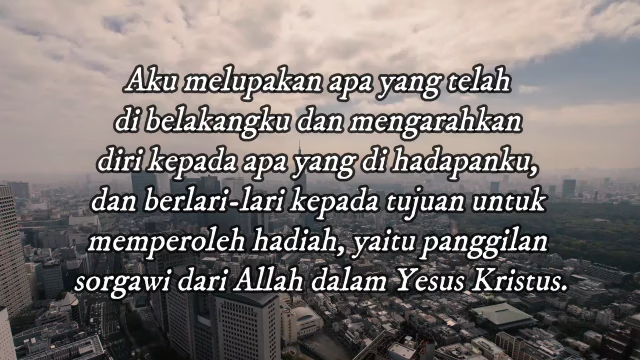 Aku melupakan apa yang telah
di belakangku dan mengarahkan
diri kepada apa yang di hadapanku,
dan berlari-lari kepada tujuan untuk
memperoleh hadiah, yaitu panggilan
sorgawi dari Allah dalam Yesus Kristus.